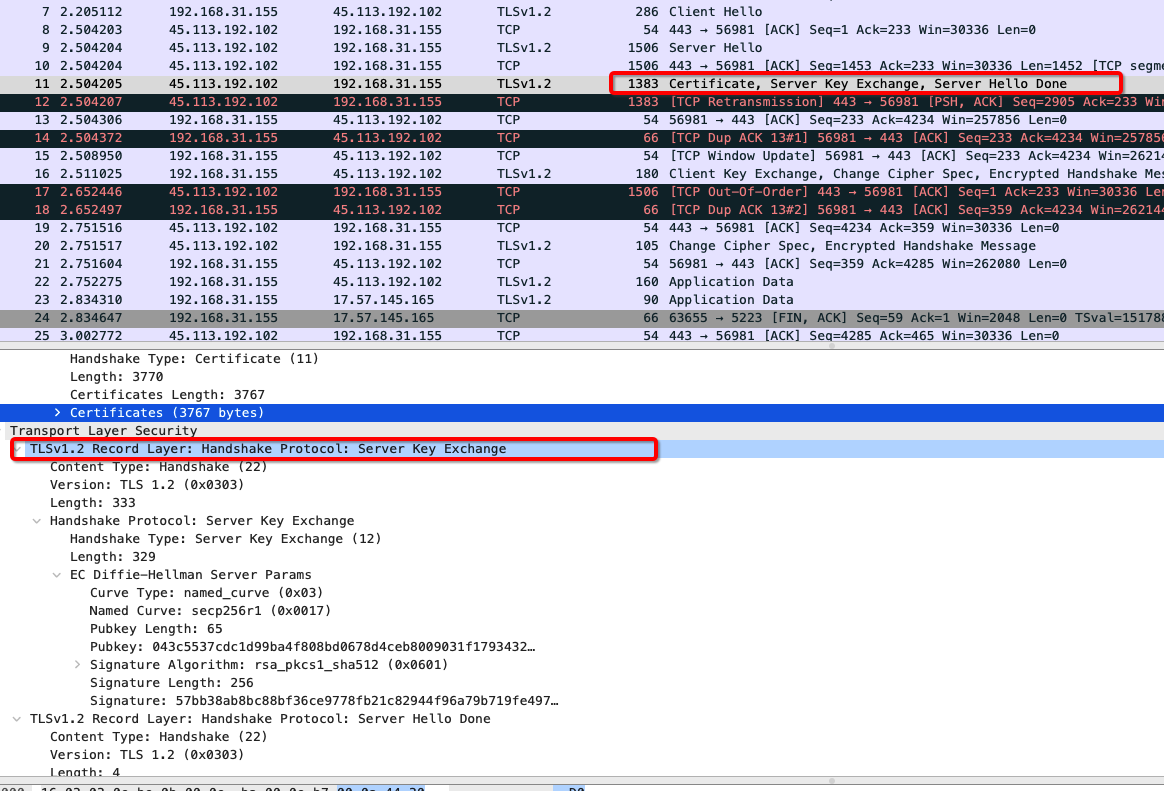 7 2.205112 192.168.31.155 45.113.192.102 TLSv1.2 286 Client Hello
8 2.504203 45.113.192.102 192.168.31.155 TCP 54 443 → 56981 [ACK] Seq=1 Ack=233 Win=30336 Len=0
9 2.504204 45.113.192.102 192.168.31.155 TLSv1.2 1506 Server Hello
10 2.504204 45.113.192.102 192.168.31.155 TCP 1506 443 → 56981 [ACK] Seq=1453 Ack=233 Win=30336 Len=1452 [TCP segme
11 2.504205 45.113.192.102 192.168.31.155 TLSv1.2 1383 Certificate, Server Key Exchange, Server Hello Done
12 2.504207 45.113.192.102 192.168.31.155 TCP 1383 [TCP Retransmission] 443 → 56981 [PSH, ACK] Seq=2905 Ack=233 Win
13 2.504306 192.168.31.155 45.113.192.102 TCP 54 56981 → 443 [ACK] Seq=233 Ack=4234 Win=257856 Len=0
14 2.504372 192.168.31.155 45.113.192.102 TCP 66 [TCP Dup ACK 13#1] 56981 → 443 [ACK] Seq=233 Ack=4234 Win=257856
15 2.508950 192.168.31.155 45.113.192.102 TCP 54 [TCP Window Update] 56981 → 443 [ACK] Seq=233 Ack=4234 Win=26214
16 2.511025 192.168.31.155 45.113.192.102 TLSv1.2 180 Client Key Exchange, Change Cipher Spec, Encrypted Handshake Mes
17 2.652446 45.113.192.102 192.168.31.155 TCP 1506 [TCP Out-Of-Order] 443 → 56981 [ACK] Seq=1 Ack=233 Win=30336 Len
18 2.652497 192.168.31.155 45.113.192.102 TCP 66 [TCP Dup ACK 13#2] 56981 → 443 [ACK] Seq=359 Ack=4234 Win=262144
19 2.751516 45.113.192.102 192.168.31.155 TCP 54 443 → 56981 [ACK] Seq=4234 Ack=359 Win=30336 Len=0
20 2.751517 45.113.192.102 192.168.31.155 TLSv1.2 105 Change Cipher Spec, Encrypted Handshake Message
21 2.751604 192.168.31.155 45.113.192.102 TCP 54 56981 → 443 [ACK] Seq=359 Ack=4285 Win=262080 Len=0
22 2.752275 192.168.31.155 45.113.192.102 TLSv1.2 160 Application Data
23 2.834310 192.168.31.155 17.57.145.165 TLSv1.2 90 Application Data
24 2.834647 192.168.31.155 17.57.145.165 TCP 66 63655 → 5223 [FIN, ACK] Seq=59 Ack=1 Win=2048 Len=0 TSval=151788
25 3.002772 45.113.192.102 192.168.31.155 TCP 54 443 → 56981 [ACK] Seq=4285 Ack=465 Win=30336 Len=0
Handshake Type: Certificate (11)
Length: 3770
Certificates Length: 3767
Certificates (3767 bytes)
Transport Layer Security
TLSv1.2 Record Layer: Handshake Protocol: Server Key Exchange
Content Type: Handshake (22)
Version: TLS 1.2 (0x0303)
Length: 333
Handshake Protocol: Server Key Exchange
Handshake Type: Server Key Exchange (12)
Length: 329
EC Diffie-Hellman Server Params
Curve Type: named_curve (0x03)
Named Curve: secp256r1 (0x0017)
Pubkey Length: 65
Pubkey: 043c5537cdc1d99ba4f808bd0678d4ceb8009031f1793432…
Signature Algorithm: rsa_pkcs1_sha512 (0x0601)
Signature Length: 256
Signature: 57bb38ab8bc88bf36ce9778fb21c82944f96a79b719fe497…
TLSv1.2 Record Layer: Handshake Protocol: Server Hello Done
Content Type: Handshake (22)
Version: TLS 1.2 (0x0303)
Length: 4